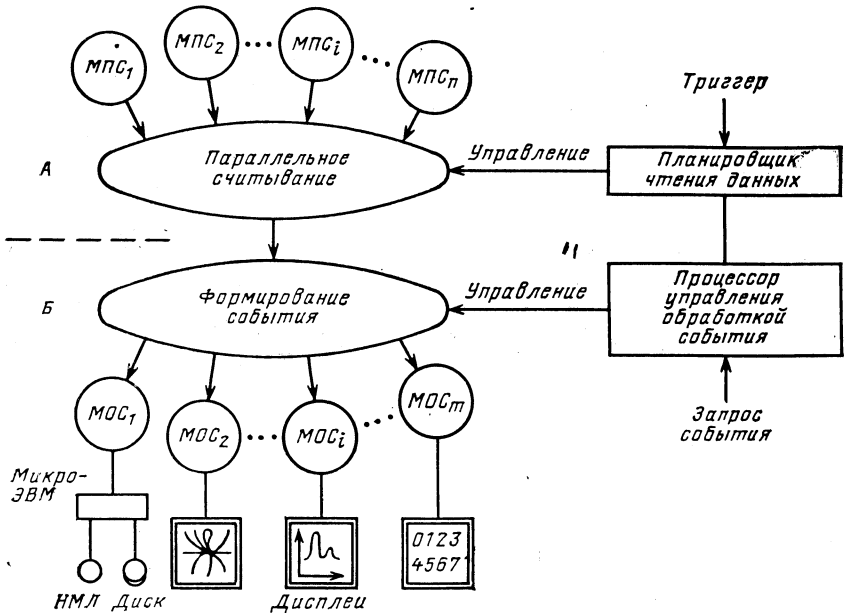 МПС1
МПС2
МПСi
МПСn
Триггер
А
Параллельное
считывание
Управление
Планировщик
чтения данных
Б
Формирование
события
Управление
Процессор
управления
обработкой
события
МОС1
МОС2
МОСi
МОСm
Запрос
события
Микро-
ЭВМ
0123
4567
НМЛ Диск
Дисплеи